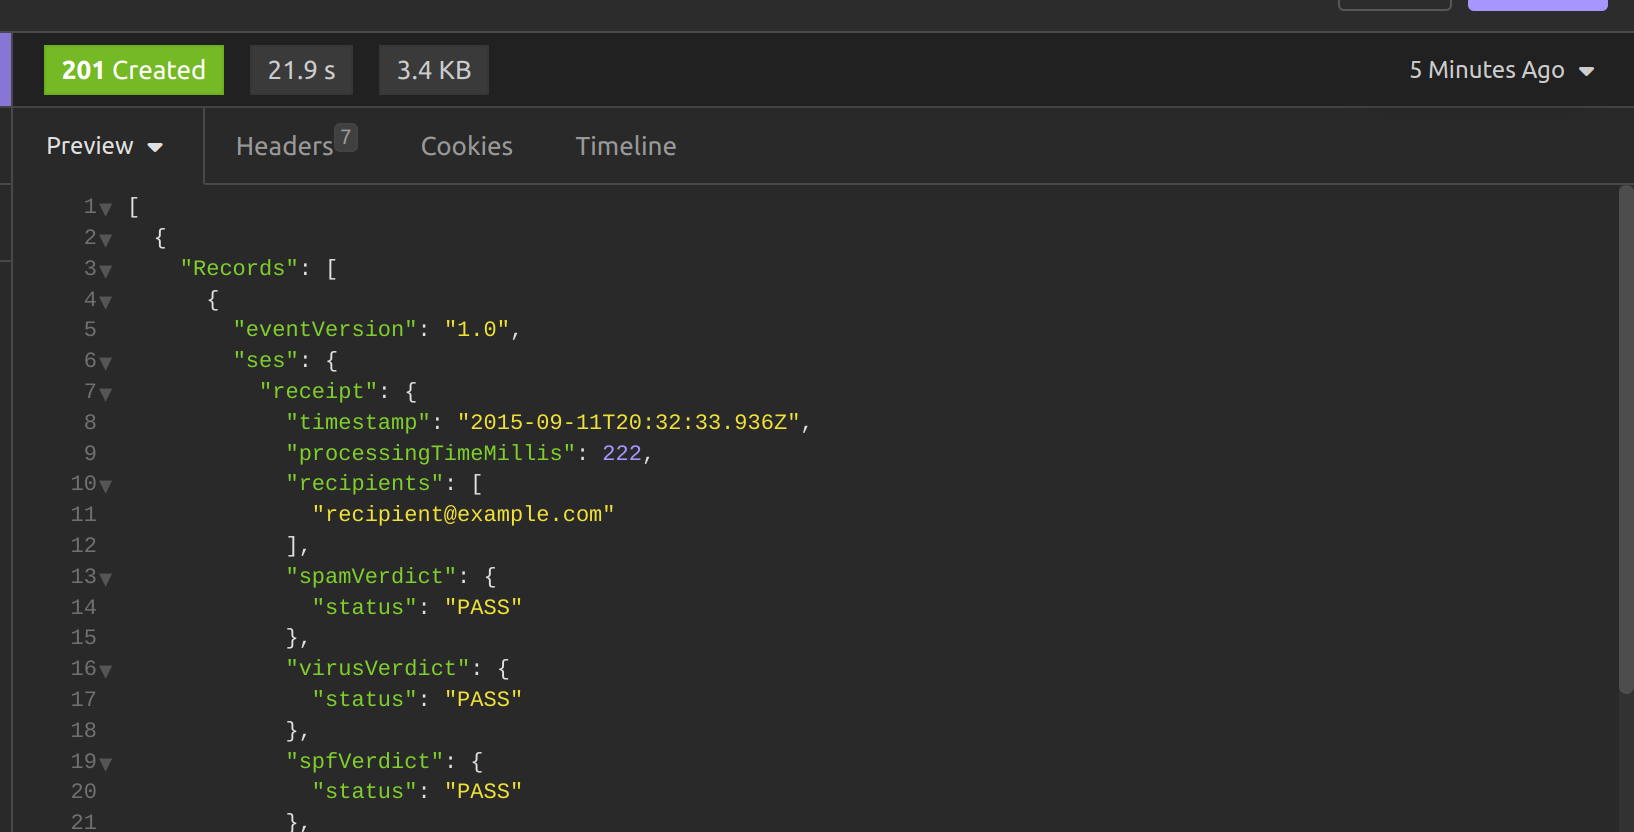 201 Created 21.9 s 3.4 KB 5 Minutes Ago
Preview Headers 7 Cookies Timeline
1 [
2 {
3 "Records": [
4 {
5 "eventVersion": "1.0",
6 "ses": {
7 "receipt": {
8 "timestamp": "2015-09-11T20:32:33.936Z",
9 "processingTimeMillis": 222,
10 "recipients": [
11 "recipient@example.com"
12 ],
13 "spamVerdict": {
14 "status": "PASS"
15 },
16 "virusVerdict": {
17 "status": "PASS"
18 },
19 "spfVerdict": {
20 "status": "PASS"
21 },